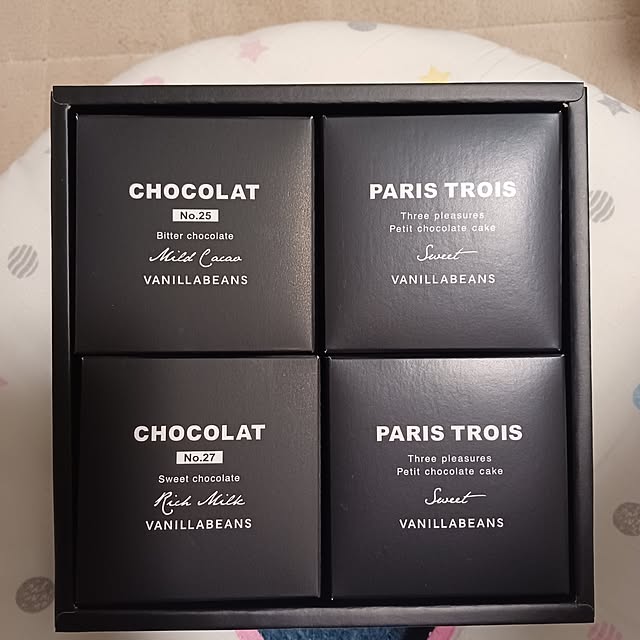 CHOCOLAT
No.25
Bitter chocolate
Mild Cacao
VANILLABEANS
PARIS TROIS
Three pleasures
Petit chocolate cake
Sweet
VANILLABEANS
CHOCOLAT
No.27
Sweet chocolate
Rich Milk
VANILLABEANS
PARIS TROIS
Three pleasures
Petit chocolate cake
Sweet
VANILLABEANS